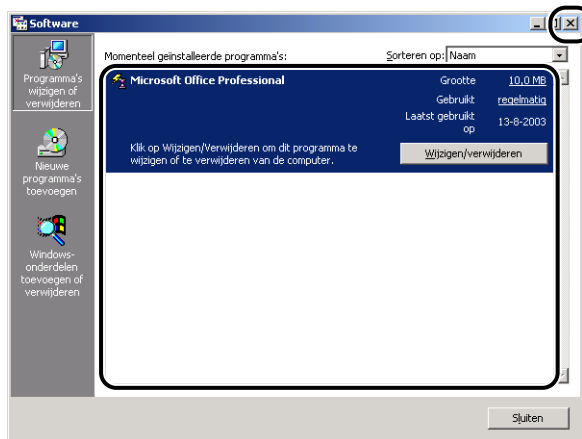 Software
Programma's
wijzigen of
verwijderen
Nieuwe
programma's
toevoegen
Windows-
onderdelen
toevoegen of
verwijderen
Momenteel geïnstalleerde programma's:
Sorteren op: Naam
Microsoft Office Professional
Grootte 10,0 MB
Gebruikt regelmatig
Laatst gebruikt
op 13-8-2003
Klik op Wijzigen/Verwijderen om dit programma te
wijzigen of te verwijderen van de computer.
Wijzigen/verwijderen
Sluiten